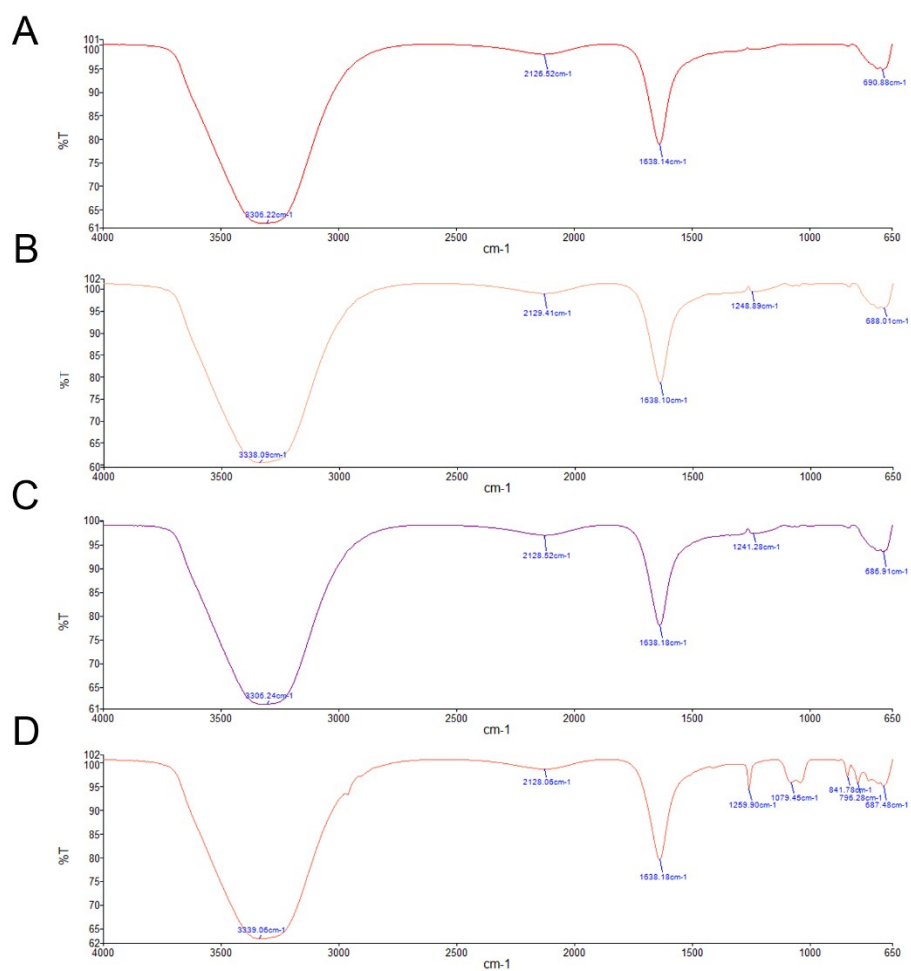 A
101
100
95
90
85
80
75
70
65
61
%T
2126.52cm-1
690.88cm-1
1638.14cm-1
3306.22cm-1
4000
3500
3000
2500
2000
1500
1000
650
cm-1
B
102
100
95
90
85
80
75
70
65
60
%T
2129.41cm-1
1248.89cm-1
688.01cm-1
1638.10cm-1
3338.09cm-1
4000
3500
3000
2500
2000
1500
1000
650
cm-1
C
100
95
90
85
80
75
70
65
61
%T
2128.52cm-1
1241.28cm-1
686.91cm-1
1638.18cm-1
3306.24cm-1
4000
3500
3000
2500
2000
1500
1000
650
cm-1
D
102
100
95
90
85
80
75
70
65
62
%T
2128.05cm-1
841.78cm-1
1259.90cm-1
1079.45cm-1
796.28cm-1
687.48cm-1
1638.18cm-1
3339.06cm-1
4000
3500
3000
2500
2000
1500
1000
650
cm-1